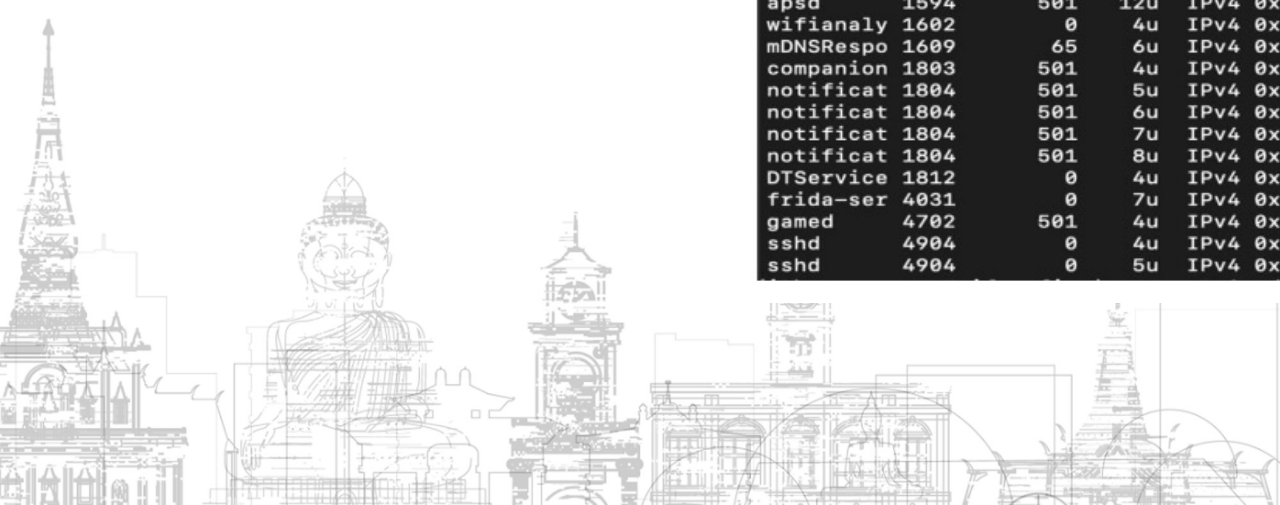 apsd 1594 501 12u IPv4 0x
wifianaly 1602 0 4u IPv4 0x
mDNSRespo 1609 65 6u IPv4 0x
companion 1803 501 4u IPv4 0x
notificat 1804 501 5u IPv4 0x
notificat 1804 501 6u IPv4 0x
notificat 1804 501 7u IPv4 0x
notificat 1804 501 8u IPv4 0x
DTService 1812 0 4u IPv4 0x
frida-ser 4031 0 7u IPv4 0x
gamed 4702 501 4u IPv4 0x
sshd 4904 0 4u IPv4 0x
sshd 4904 0 5u IPv4 0x